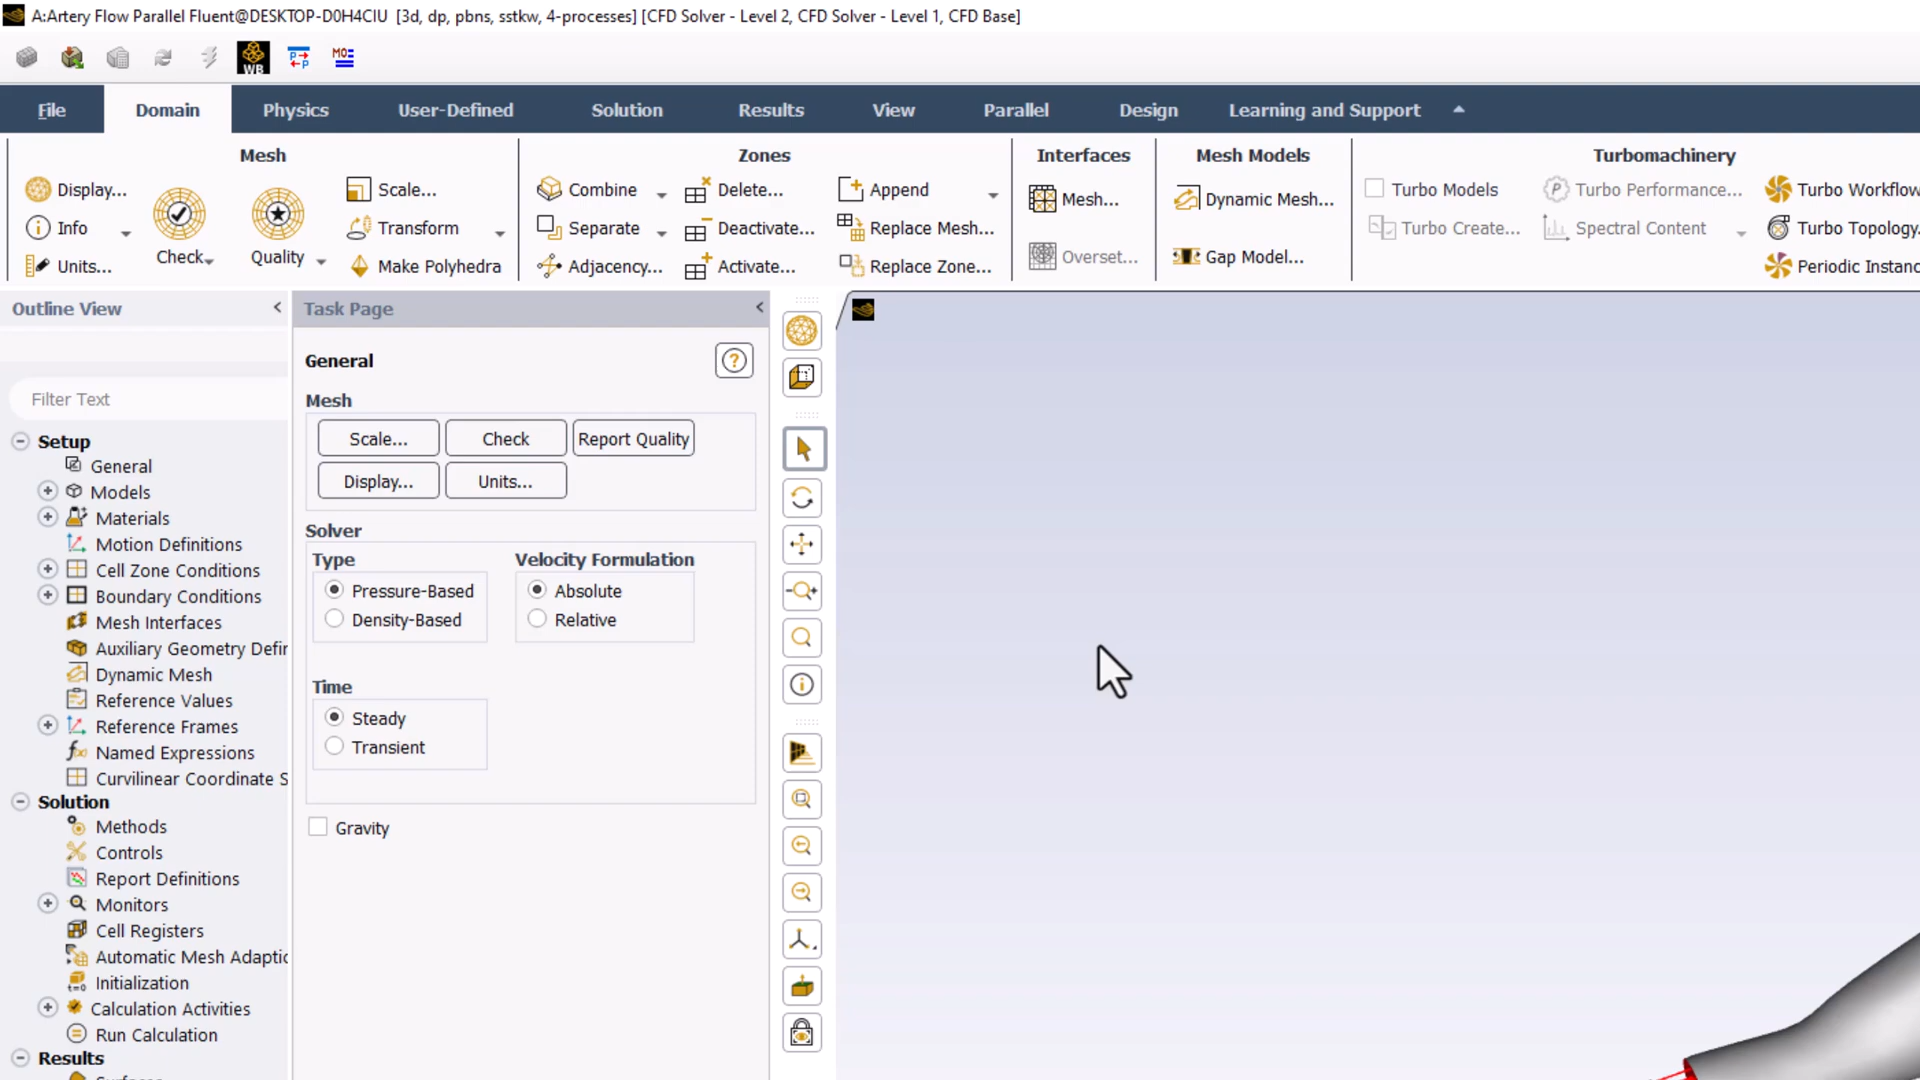 A:Artery Flow Parallel Fluent@DESKTOP-D0H4CIU [3d, dp, pbns, sstkw, 4-processes] [CFD Solver - Level 2, CFD Solver - Level 1, CFD Base]
WB
File Domain Physics User-Defined Solution Results View Parallel Design Learning and Support
Mesh Zones Interfaces Mesh Models Turbomachinery
Display... Scale... Combine Delete... Append Mesh... Dynamic Mesh... Turbo Models Turbo Performance... Turbo Workflow
Info Check Quality Transform Separate Deactivate... Replace Mesh... Turbo Create... Spectral Content Turbo Topology.
Units... Make Polyhedra Adjacency... Activate... Replace Zone... Overset... Gap Model... Periodic Instanc
Outline View
Task Page
General
Filter Text
Mesh
Scale... Check Report Quality
Display... Units...
Setup
General
Models
Materials
Motion Definitions
Cell Zone Conditions
Boundary Conditions
Mesh Interfaces
Auxiliary Geometry Defir
Dynamic Mesh
Reference Values
Reference Frames
Named Expressions
Curvilinear Coordinate S
Solution
Methods
Controls
Report Definitions
Monitors
Cell Registers
Automatic Mesh Adaptic
Initialization
Calculation Activities
Run Calculation
Results
Solver
Type Velocity Formulation
Pressure-Based Absolute
Density-Based Relative
Time
Steady
Transient
Gravity